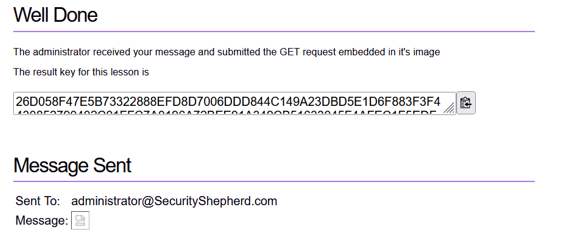 Well Done
The administrator received your message and submitted the GET request embedded in it's image
The result key for this lesson is
26D058F47E5B73322888EFD8D7006DDD844C149A23DBD5E1D6F883F3F4
Message Sent
Sent To: administrator@SecurityShepherd.com
Message: